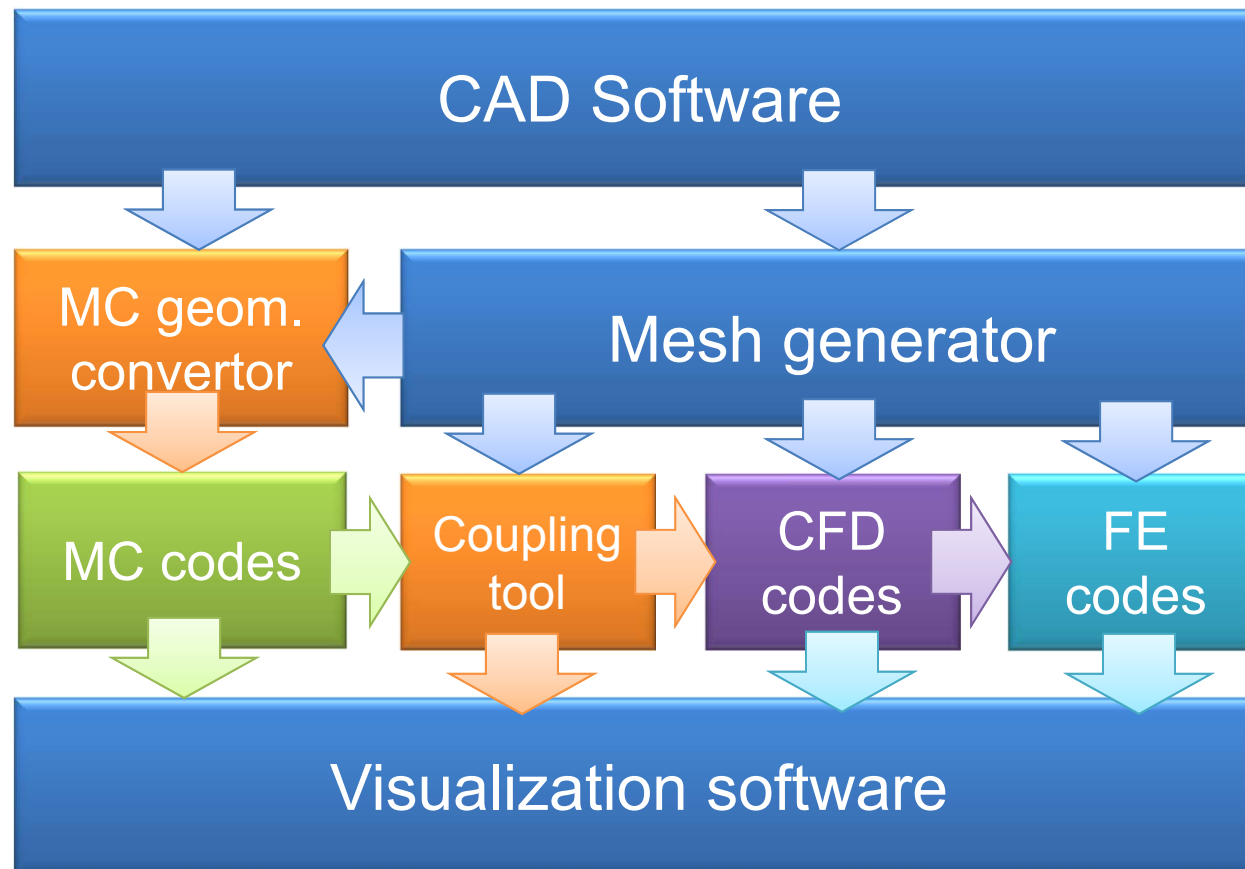 CAD Software
MC geom.
convertor
Mesh generator
MC codes
Coupling
tool
CFD
codes
FE
codes
Visualization software